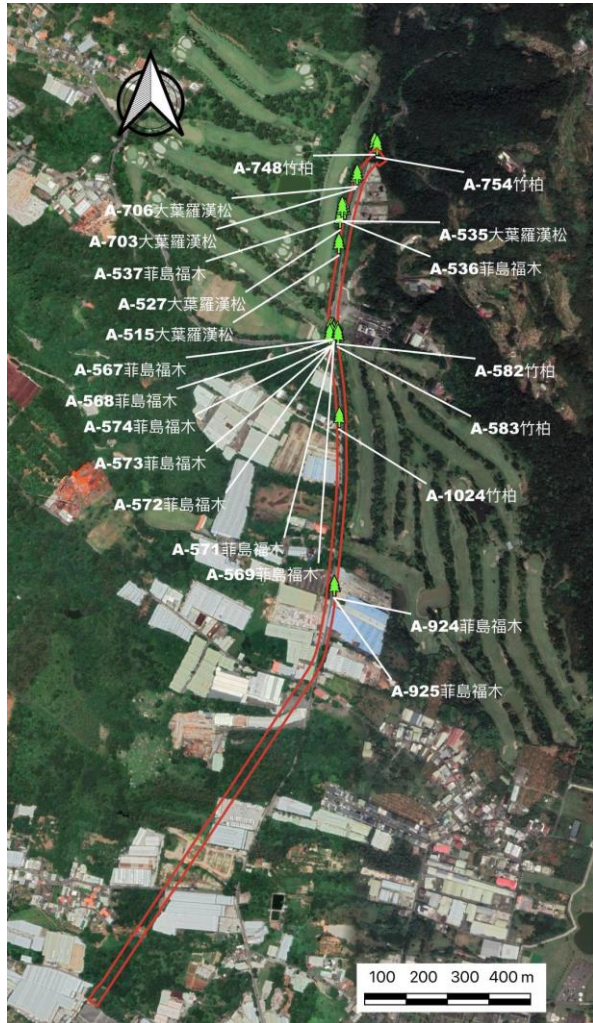 A-748竹柏
A-754竹柏
A-706大葉羅漢松
A-703大葉羅漢松
A-535大葉羅漢松
A-537菲島福木
A-536菲島福木
A-527大葉羅漢松
A-515大葉羅漢松
A-567菲島福木
A-582竹柏
A-568菲島福木
A-574菲島福木
A-583竹柏
A-573菲島福木
A-1024竹柏
A-572菲島福木
A-571菲島福木
A-569菲島福木
A-924菲島福木
A-925菲島福木
100 200 300 400 m